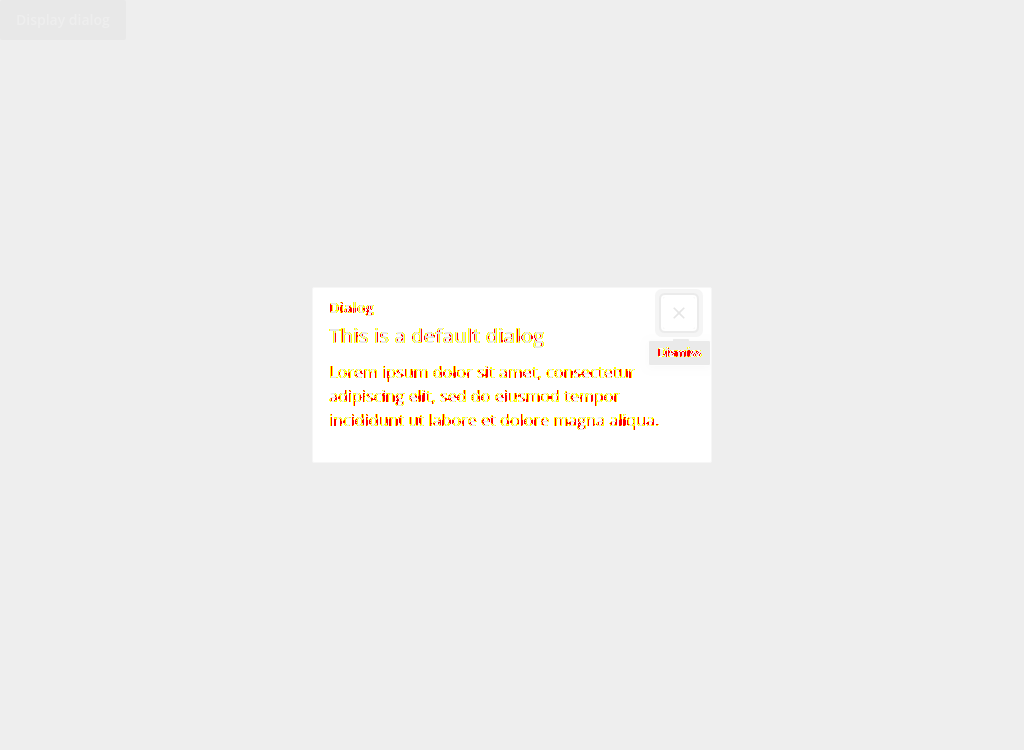 Display dialog
Dialog
This is a default dialog
Dismiss
Lorem ipsum dolor sit amet, consectetur
adipiscing elit, sed do eiusmod tempor
incididunt ut labore et dolore magna aliqua.